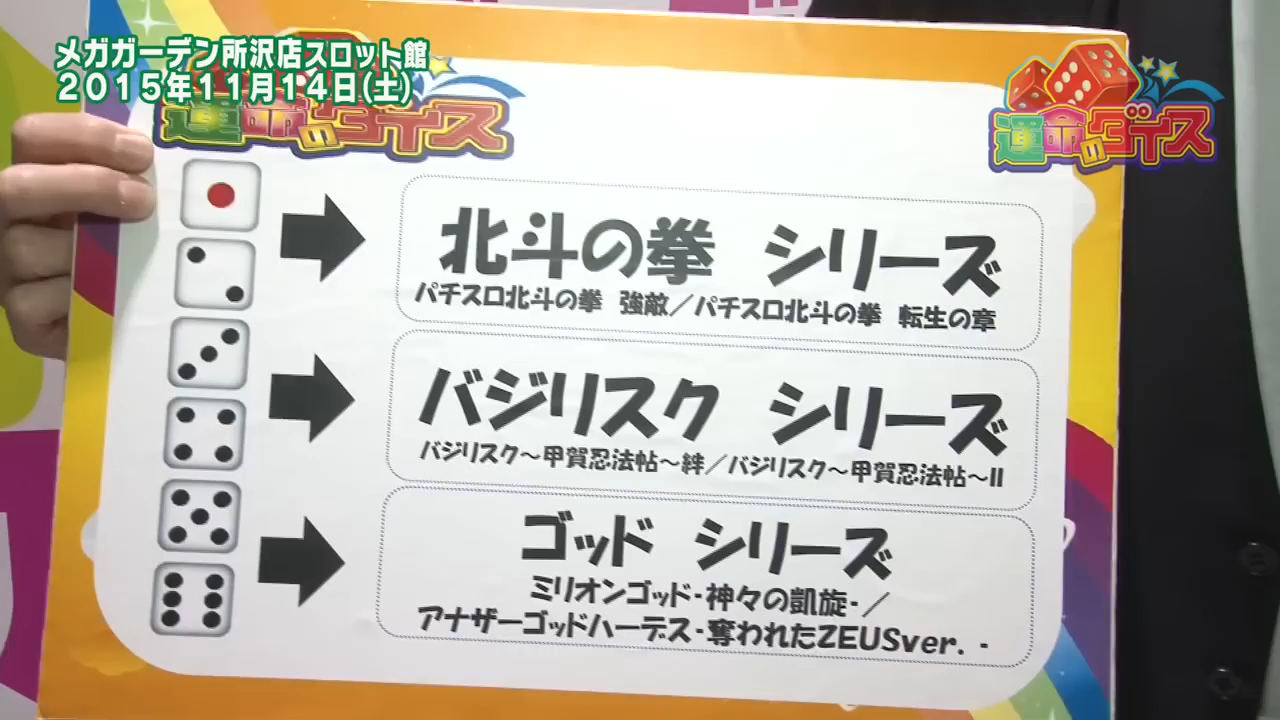 メガガーデン所沢店スロット館
2015年11月14日(土)
運命のダイス
運命のダイス
北斗の拳 シリーズ
パチスロ北斗の拳 強敵／パチスロ北斗の拳 転生の章
バジリスク シリーズ
バジリスク～甲賀忍法帖～絆／バジリスク～甲賀忍法帖～II
ゴッド シリーズ
ミリオンゴッド-神々の凱旋-／
アナザーゴッドハーデス-奪われたZEUSver. -